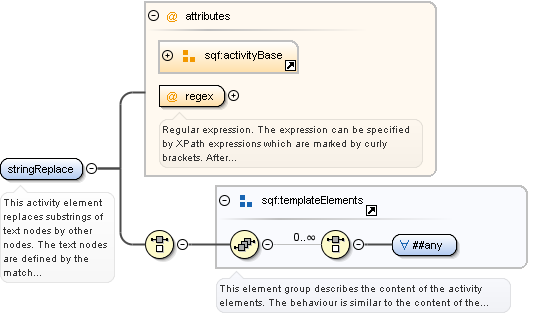 @ attributes
sqf:activityBase
@ regex
Regular expression. The expression can be specified
by XPath expressions which are marked by curly
brackets. After...
stringReplace
This activity element
replaces substrings of
text nodes by other
nodes. The text nodes
are defined by the
match...
sqf:templateElements
0..∞
∀ ##any
This element group describes the content of the activity
elements. The behaviour is similar to the content of the...